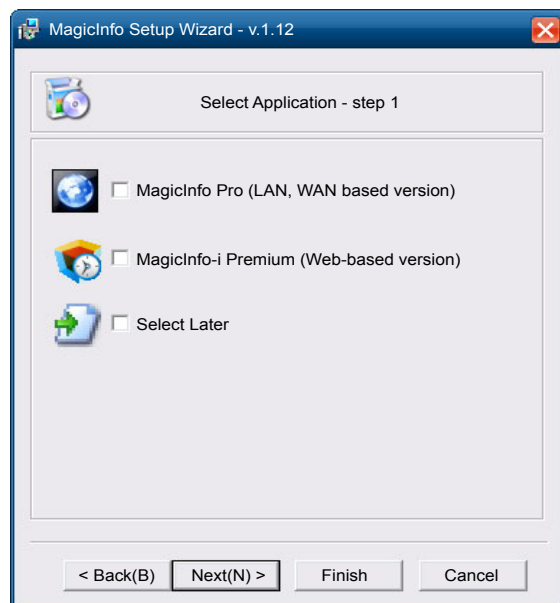 MagicInfo Setup Wizard - v.1.12
Select Application - step 1
MagicInfo Pro (LAN, WAN based version)
MagicInfo-i Premium (Web-based version)
Select Later
< Back(B) Next(N) > Finish Cancel